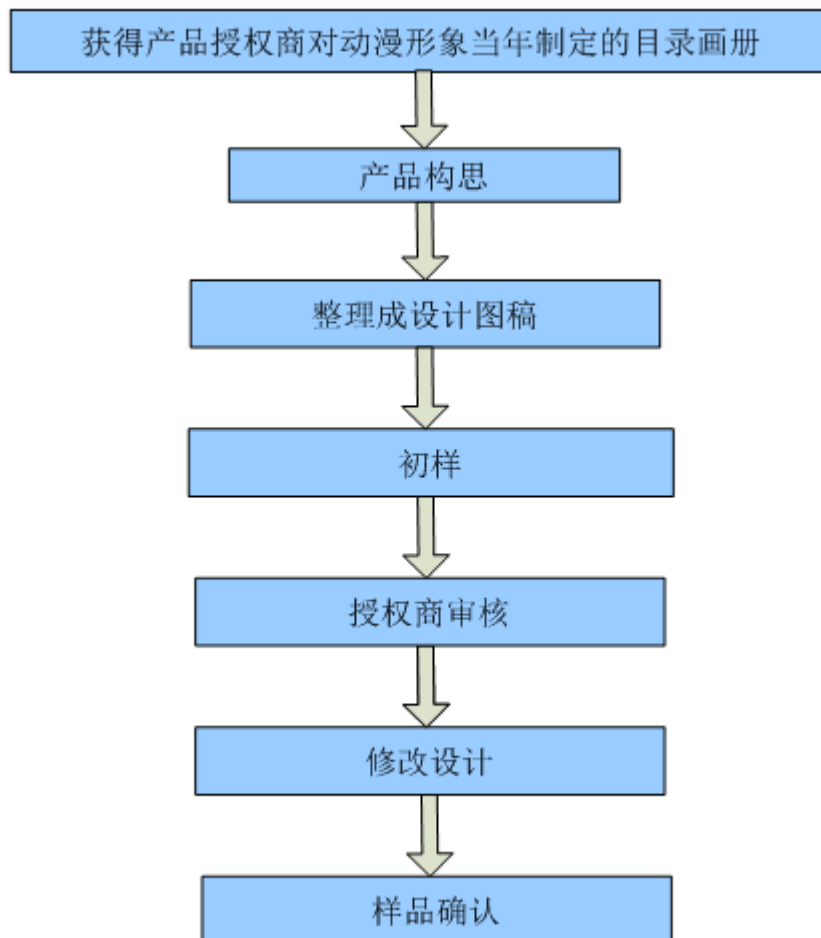 获得产品授权商对动漫形象当年制定的目录画册
产品构思
整理成设计图稿
初样
授权商审核
修改设计
样品确认